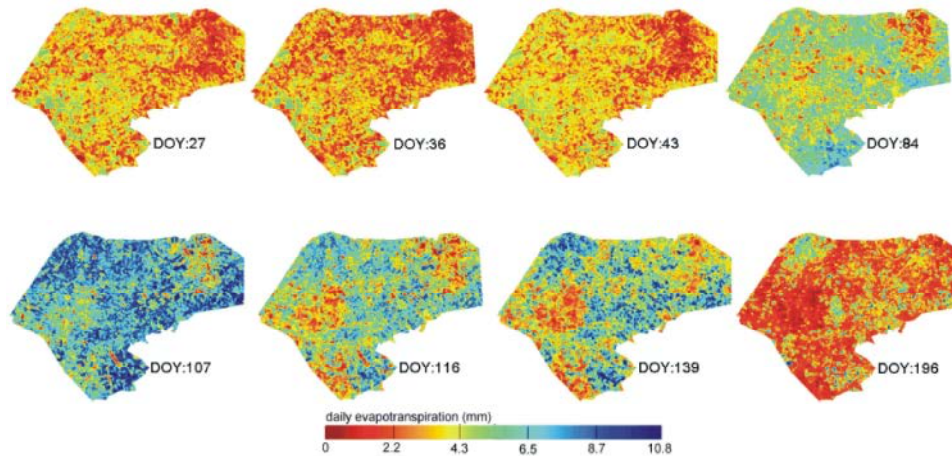 DOY:27
DOY:36
DOY:43
DOY:84
DOY:107
DOY:116
DOY:139
DOY:196
daily evapotranspiration (mm)
0 2.2 4.3 6.5 8.7 10.8